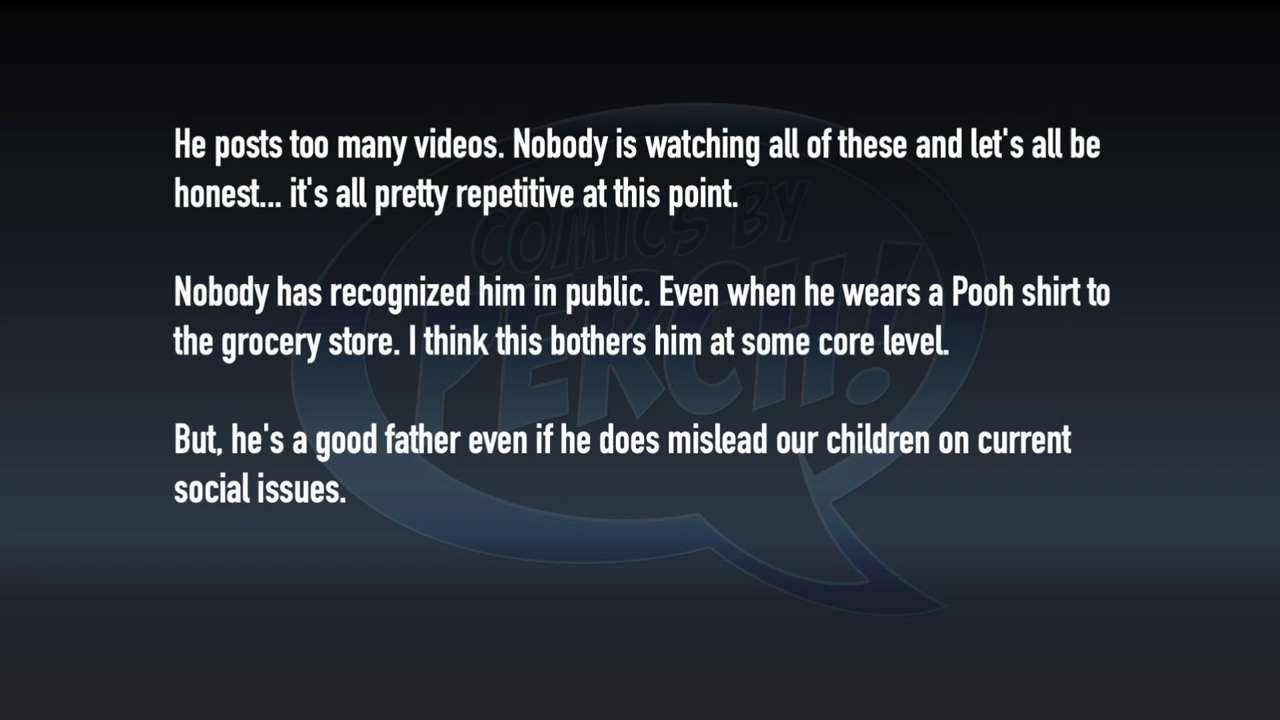 He posts too many videos. Nobody is watching all of these and let's all be
honest... it's all pretty repetitive at this point.
Nobody has recognized him in public. Even when he wears a Pooh shirt to
the grocery store. I think this bothers him at some core level.
But, he's a good father even if he does mislead our children on current
social issues.
COMICS BY
PERCH!